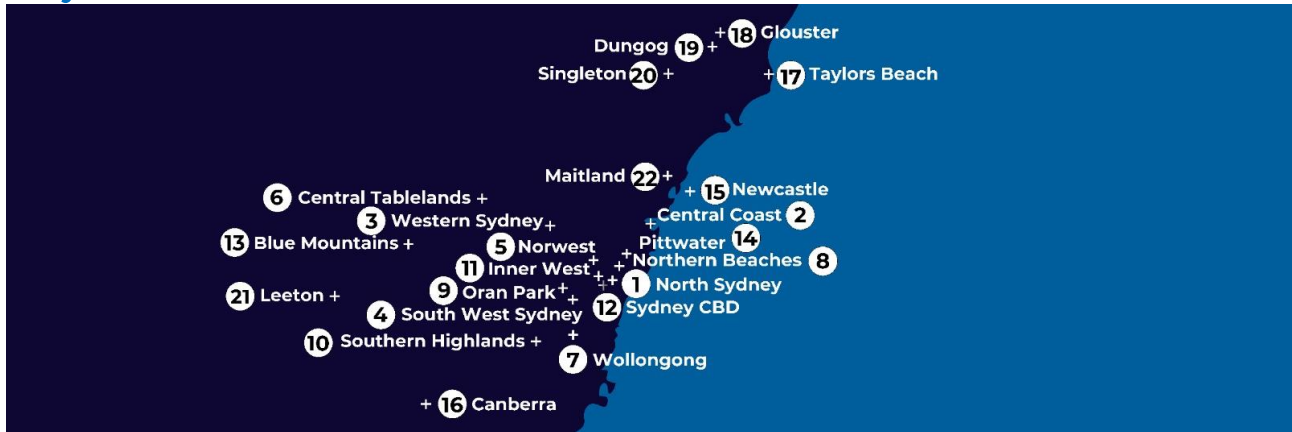 18 Glouster
Dungog 19
Singleton 20
17 Taylors Beach
Maitland 22
15 Newcastle
6 Central Tablelands
Central Coast 2
3 Western Sydney
13 Blue Mountains
5 Norwest
Pittwater 14
11 Inner West
Northern Beaches 8
9 Oran Park
1 North Sydney
21 Leeton
12 Sydney CBD
4 South West Sydney
10 Southern Highlands
7 Wollongong
16 Canberra